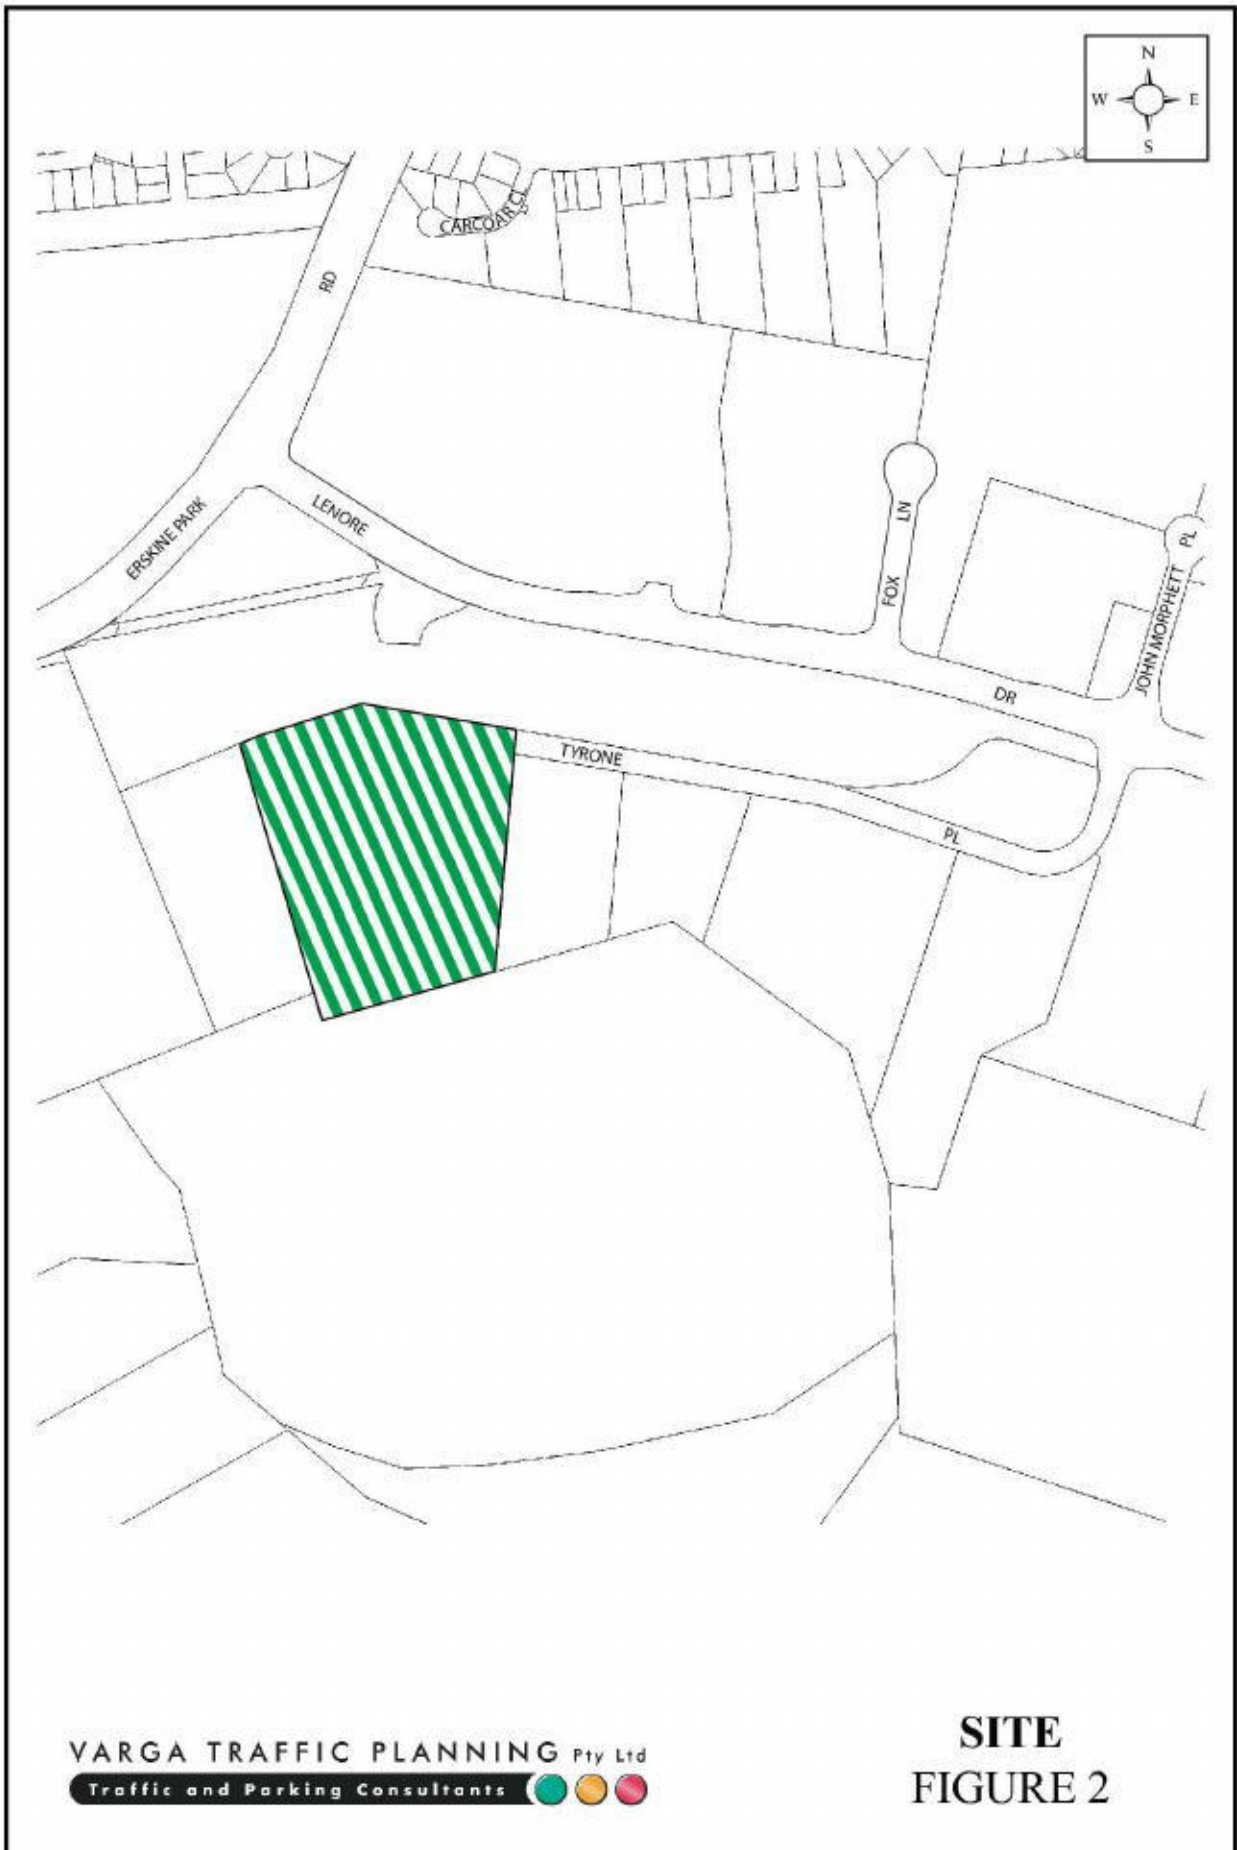 N
W E
S
CARCOAR CL
RD
ERSKINE PARK
LENORE
LN
FOX
PL
JOHN MORPHETT
DR
TYRONE
PL
SITE
VARGA TRAFFIC PLANNING Pty Ltd
Traffic and Parking Consultants
FIGURE 2